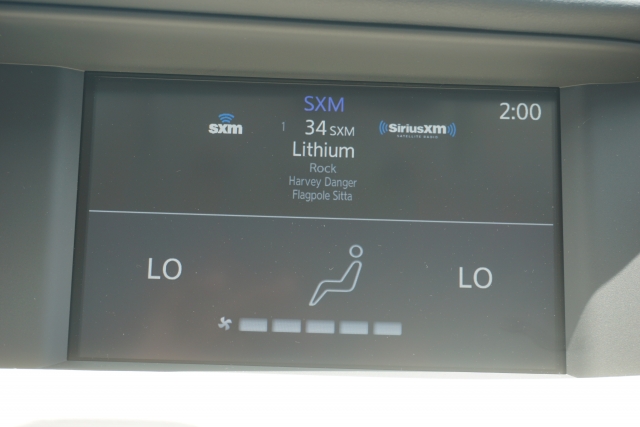 SXM
2:00
sxm
1
34 SXM
SiriusXM
SATELLITE RADIO
Lithium
Rock
Harvey Danger
Flagpole Sitta
LO
LO